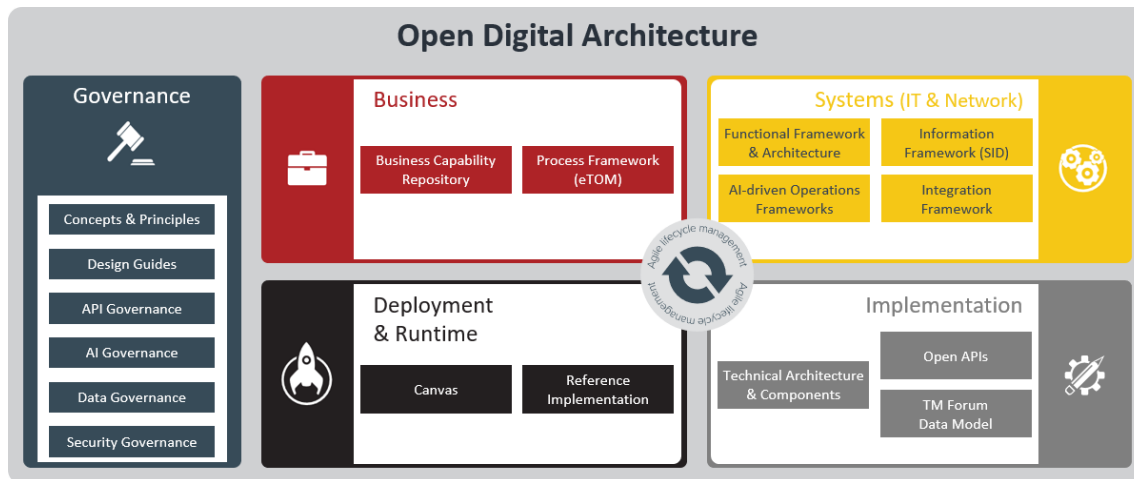 Open Digital Architecture
Governance
Concepts & Principles
Design Guides
API Governance
AI Governance
Data Governance
Security Governance
Business
Business Capability
Repository
Process Framework
(eTOM)
Systems (IT & Network)
Functional Framework
& Architecture
Information
Framework (SID)
AI-driven Operations
Frameworks
Integration
Framework
Agile lifecycle management
Agile lifecycle management
Deployment
& Runtime
Canvas
Reference
Implementation
Implementation
Technical Architecture
& Components
Open APIs
TM Forum
Data Model